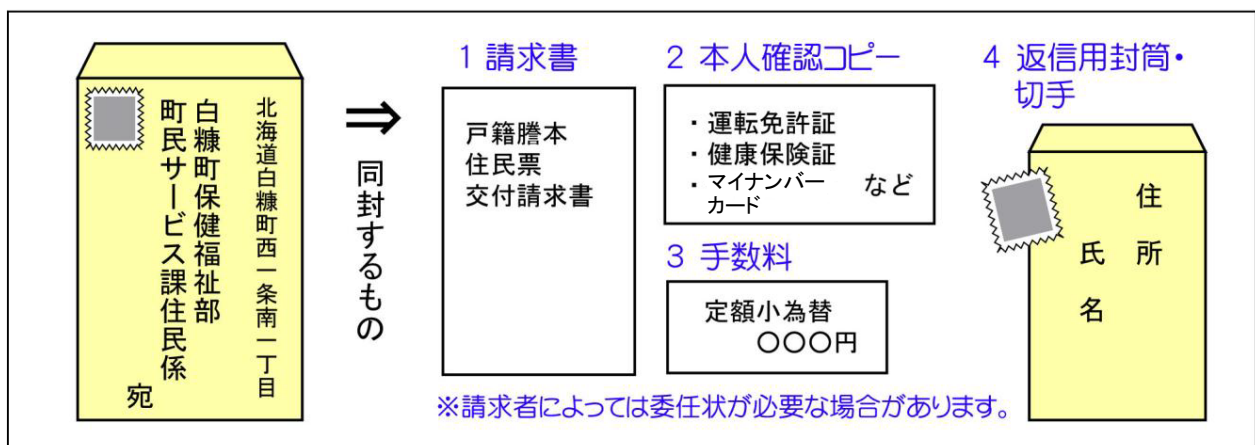 北海道白糠町西一条南一丁目
白糠町保健福祉部
町民サービス課住民係
宛
⇒
同封するもの
1 請求書
戸籍謄本
住民票
交付請求書
2 本人確認コピー
・運転免許証
・健康保険証
・マイナンバー
カード
など
3 手数料
定額小為替
〇〇〇円
4 返信用封筒・
切手
住所
氏名
※請求者によっては委任状が必要な場合があります。